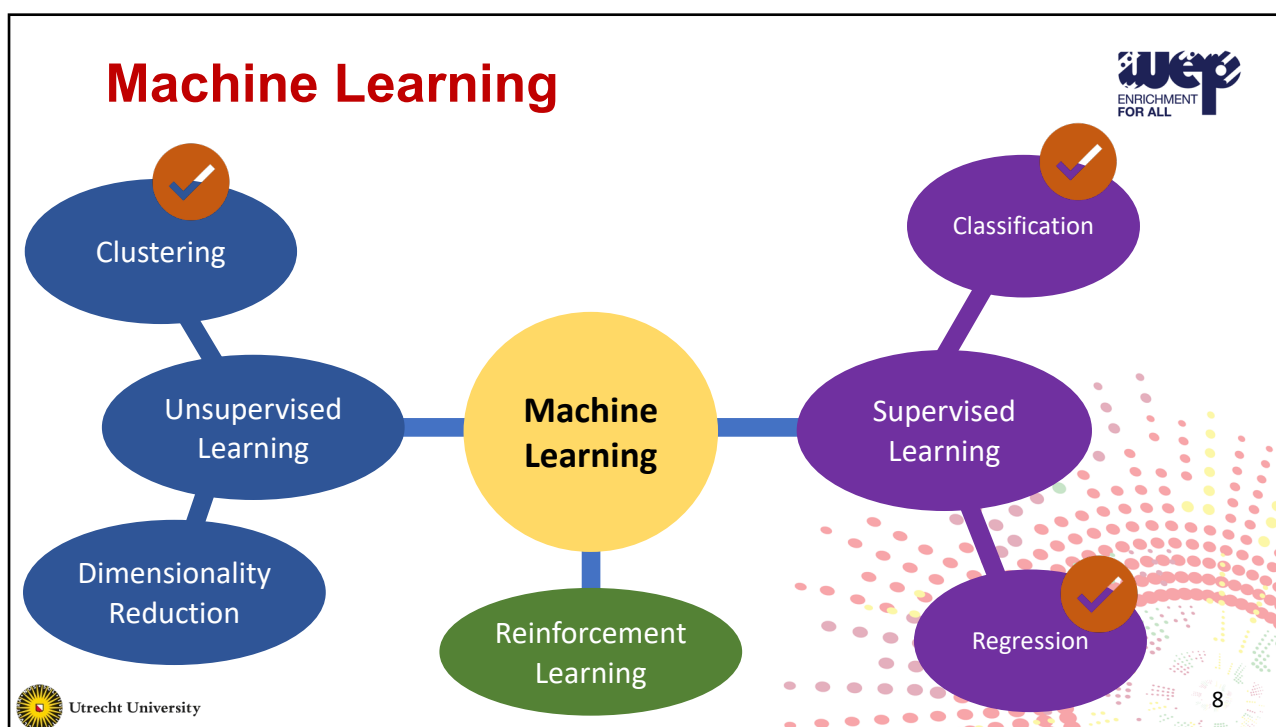 Machine Learning
wep
ENRICHMENT
FOR ALL
Clustering
Classification
Unsupervised
Learning
Machine
Learning
Supervised
Learning
Dimensionality
Reduction
Reinforcement
Learning
Regression
Utrecht University
8